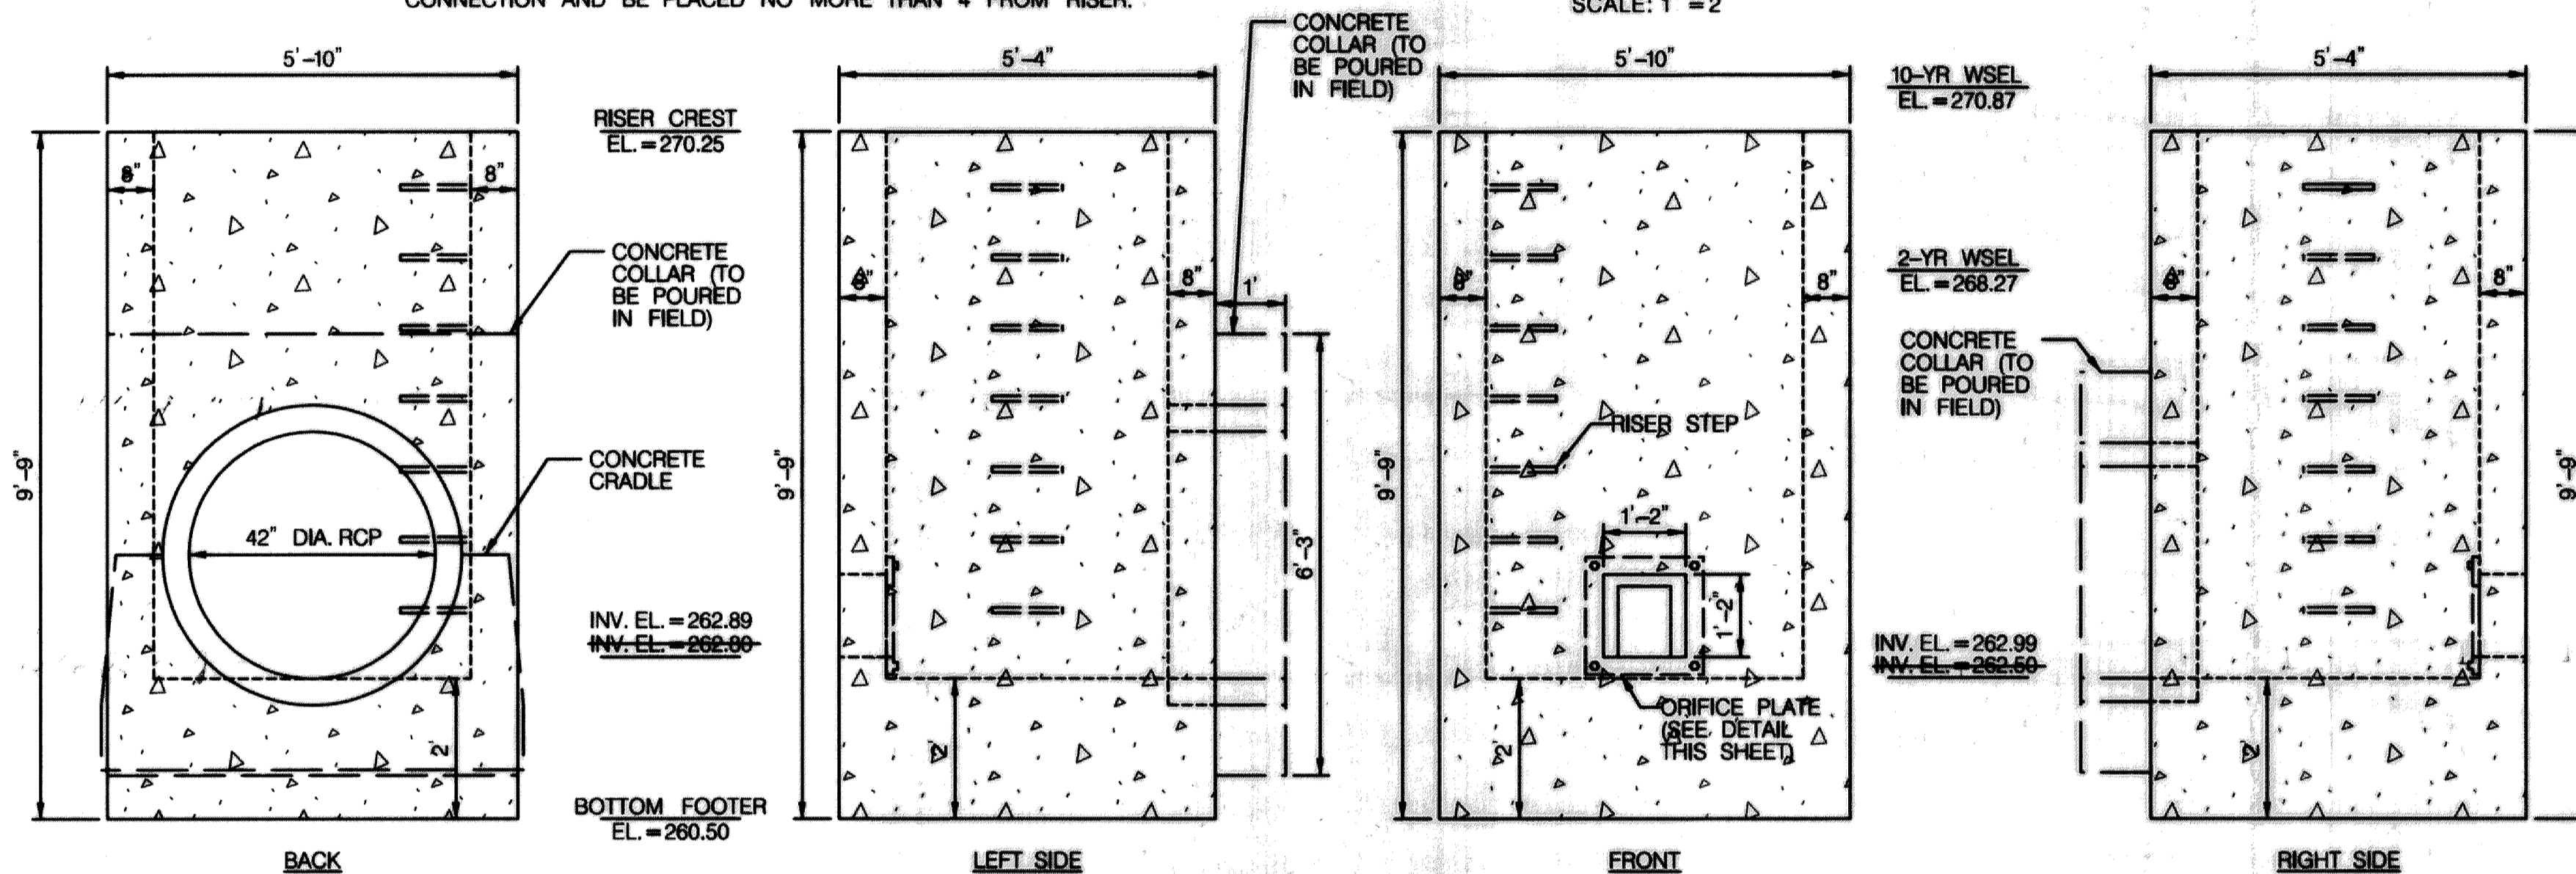 CONNECTION AND BE PLACED NO MORE THAN 4' FROM RISER.
SCALE: 1" =2'
5'-10"
RISER CREST
EL. = 270.25
8"
8"
CONCRETE
COLLAR (TO
BE POURED
IN FIELD)
CONCRETE
CRADLE
9'-9"
42" DIA. RCP
INV. EL. = 262.89
INV. EL. = 262.80
2'
BOTTOM FOOTER
EL. = 260.50
BACK
5'-4"
CONCRETE
COLLAR (TO
BE POURED
IN FIELD)
8"
8"
1'
9'-9"
6'-3"
2'
LEFT SIDE
5'-10"
10-YR WSEL
EL. = 270.87
8"
8"
2-YR WSEL
EL. = 268.27
9'-9"
RISER STEP
1'-2"
1'-2"
ORIFICE PLATE
(SEE DETAIL
THIS SHEET)
2'
FRONT
CONCRETE
COLLAR (TO
BE POURED
IN FIELD)
INV. EL. = 262.99
INV. EL. = 262.50
5'-4"
8"
8"
9'-9"
2'
RIGHT SIDE